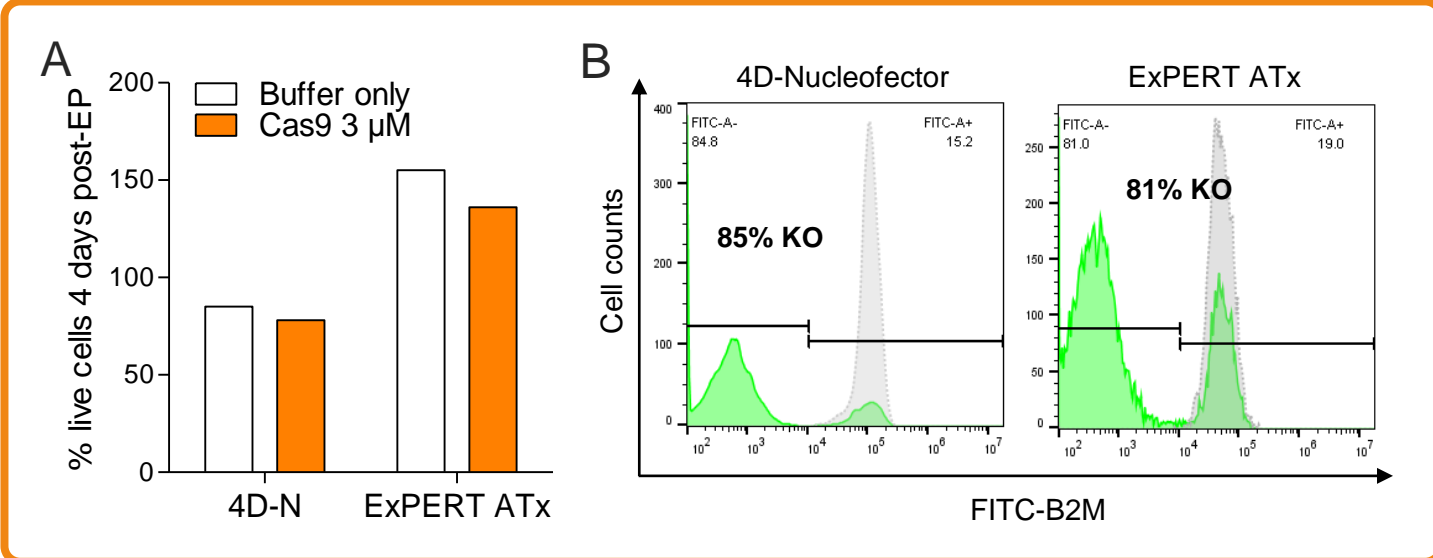 A
% live cells 4 days post-EP
200
150
100
50
0
Buffer only
Cas9 3 µM
4D-N
ExPERT ATx
B
Cell counts
4D-Nucleofector
400
300
200
100
0
FITC-A-
84.8
FITC-A+
15.2
85% KO
10² 10³ 10⁴ 10⁵ 10⁶ 10⁷
ExPERT ATx
250
200
150
100
50
0
FITC-A-
81.0
FITC-A+
19.0
81% KO
10² 10³ 10⁴ 10⁵ 10⁶ 10⁷
FITC-B2M